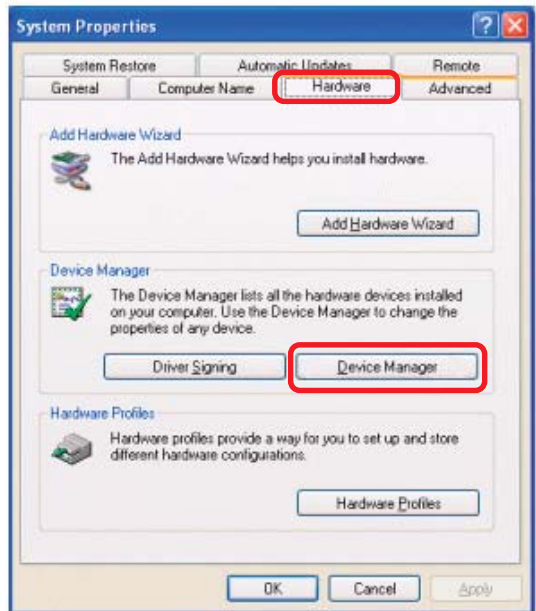 System Properties
System Restore Automatic Updates Remote
General Computer Name Hardware Advanced
Add Hardware Wizard
The Add Hardware Wizard helps you install hardware.
Add Hardware Wizard
Device Manager
The Device Manager lists all the hardware devices installed
on your computer. Use the Device Manager to change the
properties of any device.
Driver Signing Device Manager
Hardware Profiles
Hardware profiles provide a way for you to set up and store
different hardware configurations.
Hardware Profiles
OK Cancel Apply